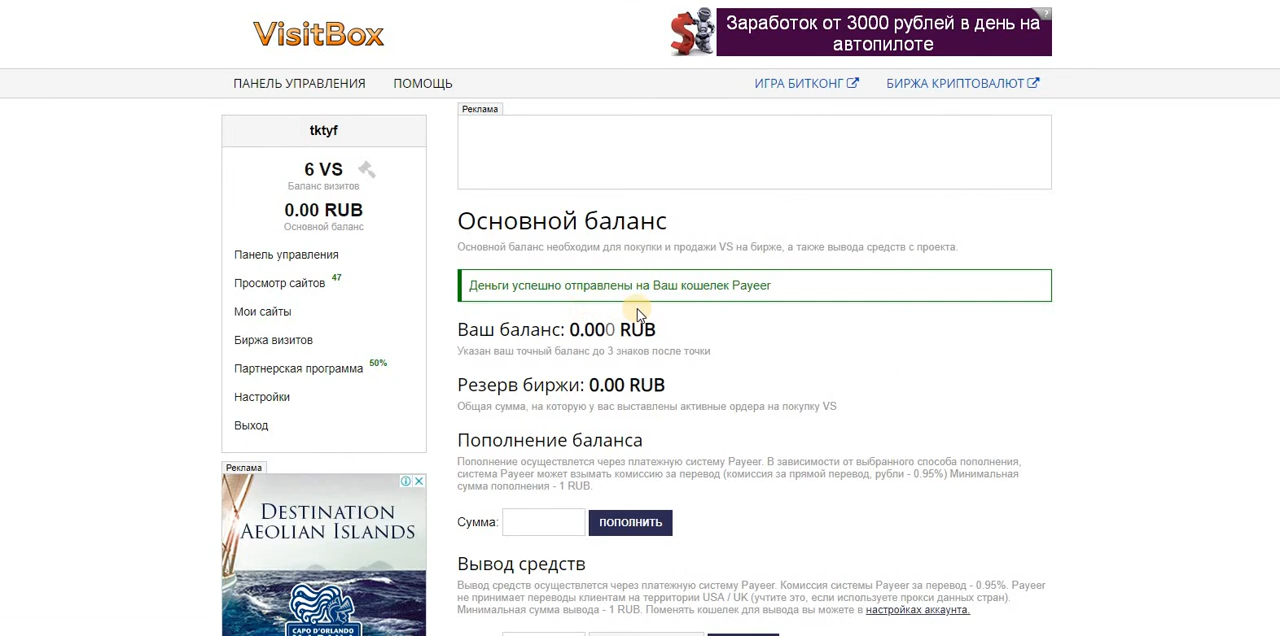 VisitBox
Заработок от 3000 рублей в день на
автопилоте
?
ПАНЕЛЬ УПРАВЛЕНИЯ
ПОМОЩЬ
ИГРА БИТКОНГ
БИРЖА КРИПТОВАЛЮТ
tktyf
6 VS
Баланс визитов
0.00 RUB
Основной баланс
Панель управления
Просмотр сайтов 47
Мои сайты
Биржа визитов
Партнерская программа 50%
Настройки
Выход
Реклама
DESTINATION
AEOLIAN ISLANDS
CAPO D'ORLANDO
Реклама
Основной баланс
Основной баланс необходим для покупки и продажи VS на бирже, а также вывода средств с проекта.
Деньги успешно отправлены на Ваш кошелек Payeer
Ваш баланс: 0.000 RUB
Указан ваш точный баланс до 3 знаков после точки
Резерв биржи: 0.00 RUB
Общая сумма, на которую у вас выставлены активные ордера на покупку VS
Пополнение баланса
Пополнение осуществляется через платежную систему Payeer. В зависимости от выбранного способа пополнения,
система Payeer может взымать комиссию за перевод (комиссия за прямой перевод, рубли - 0.95%) Минимальная
сумма пополнения - 1 RUB.
Сумма:
ПОПОЛНИТЬ
Вывод средств
Вывод средств осуществляется через платежную систему Payeer. Комиссия системы Payeer за перевод - 0.95%. Payeer
не принимает переводы клиентам на территории USA / UK (учтите это, если используете прокси данных стран).
Минимальная сумма вывода - 1 RUB. Поменять кошелек для вывода вы можете в настройках аккаунта.